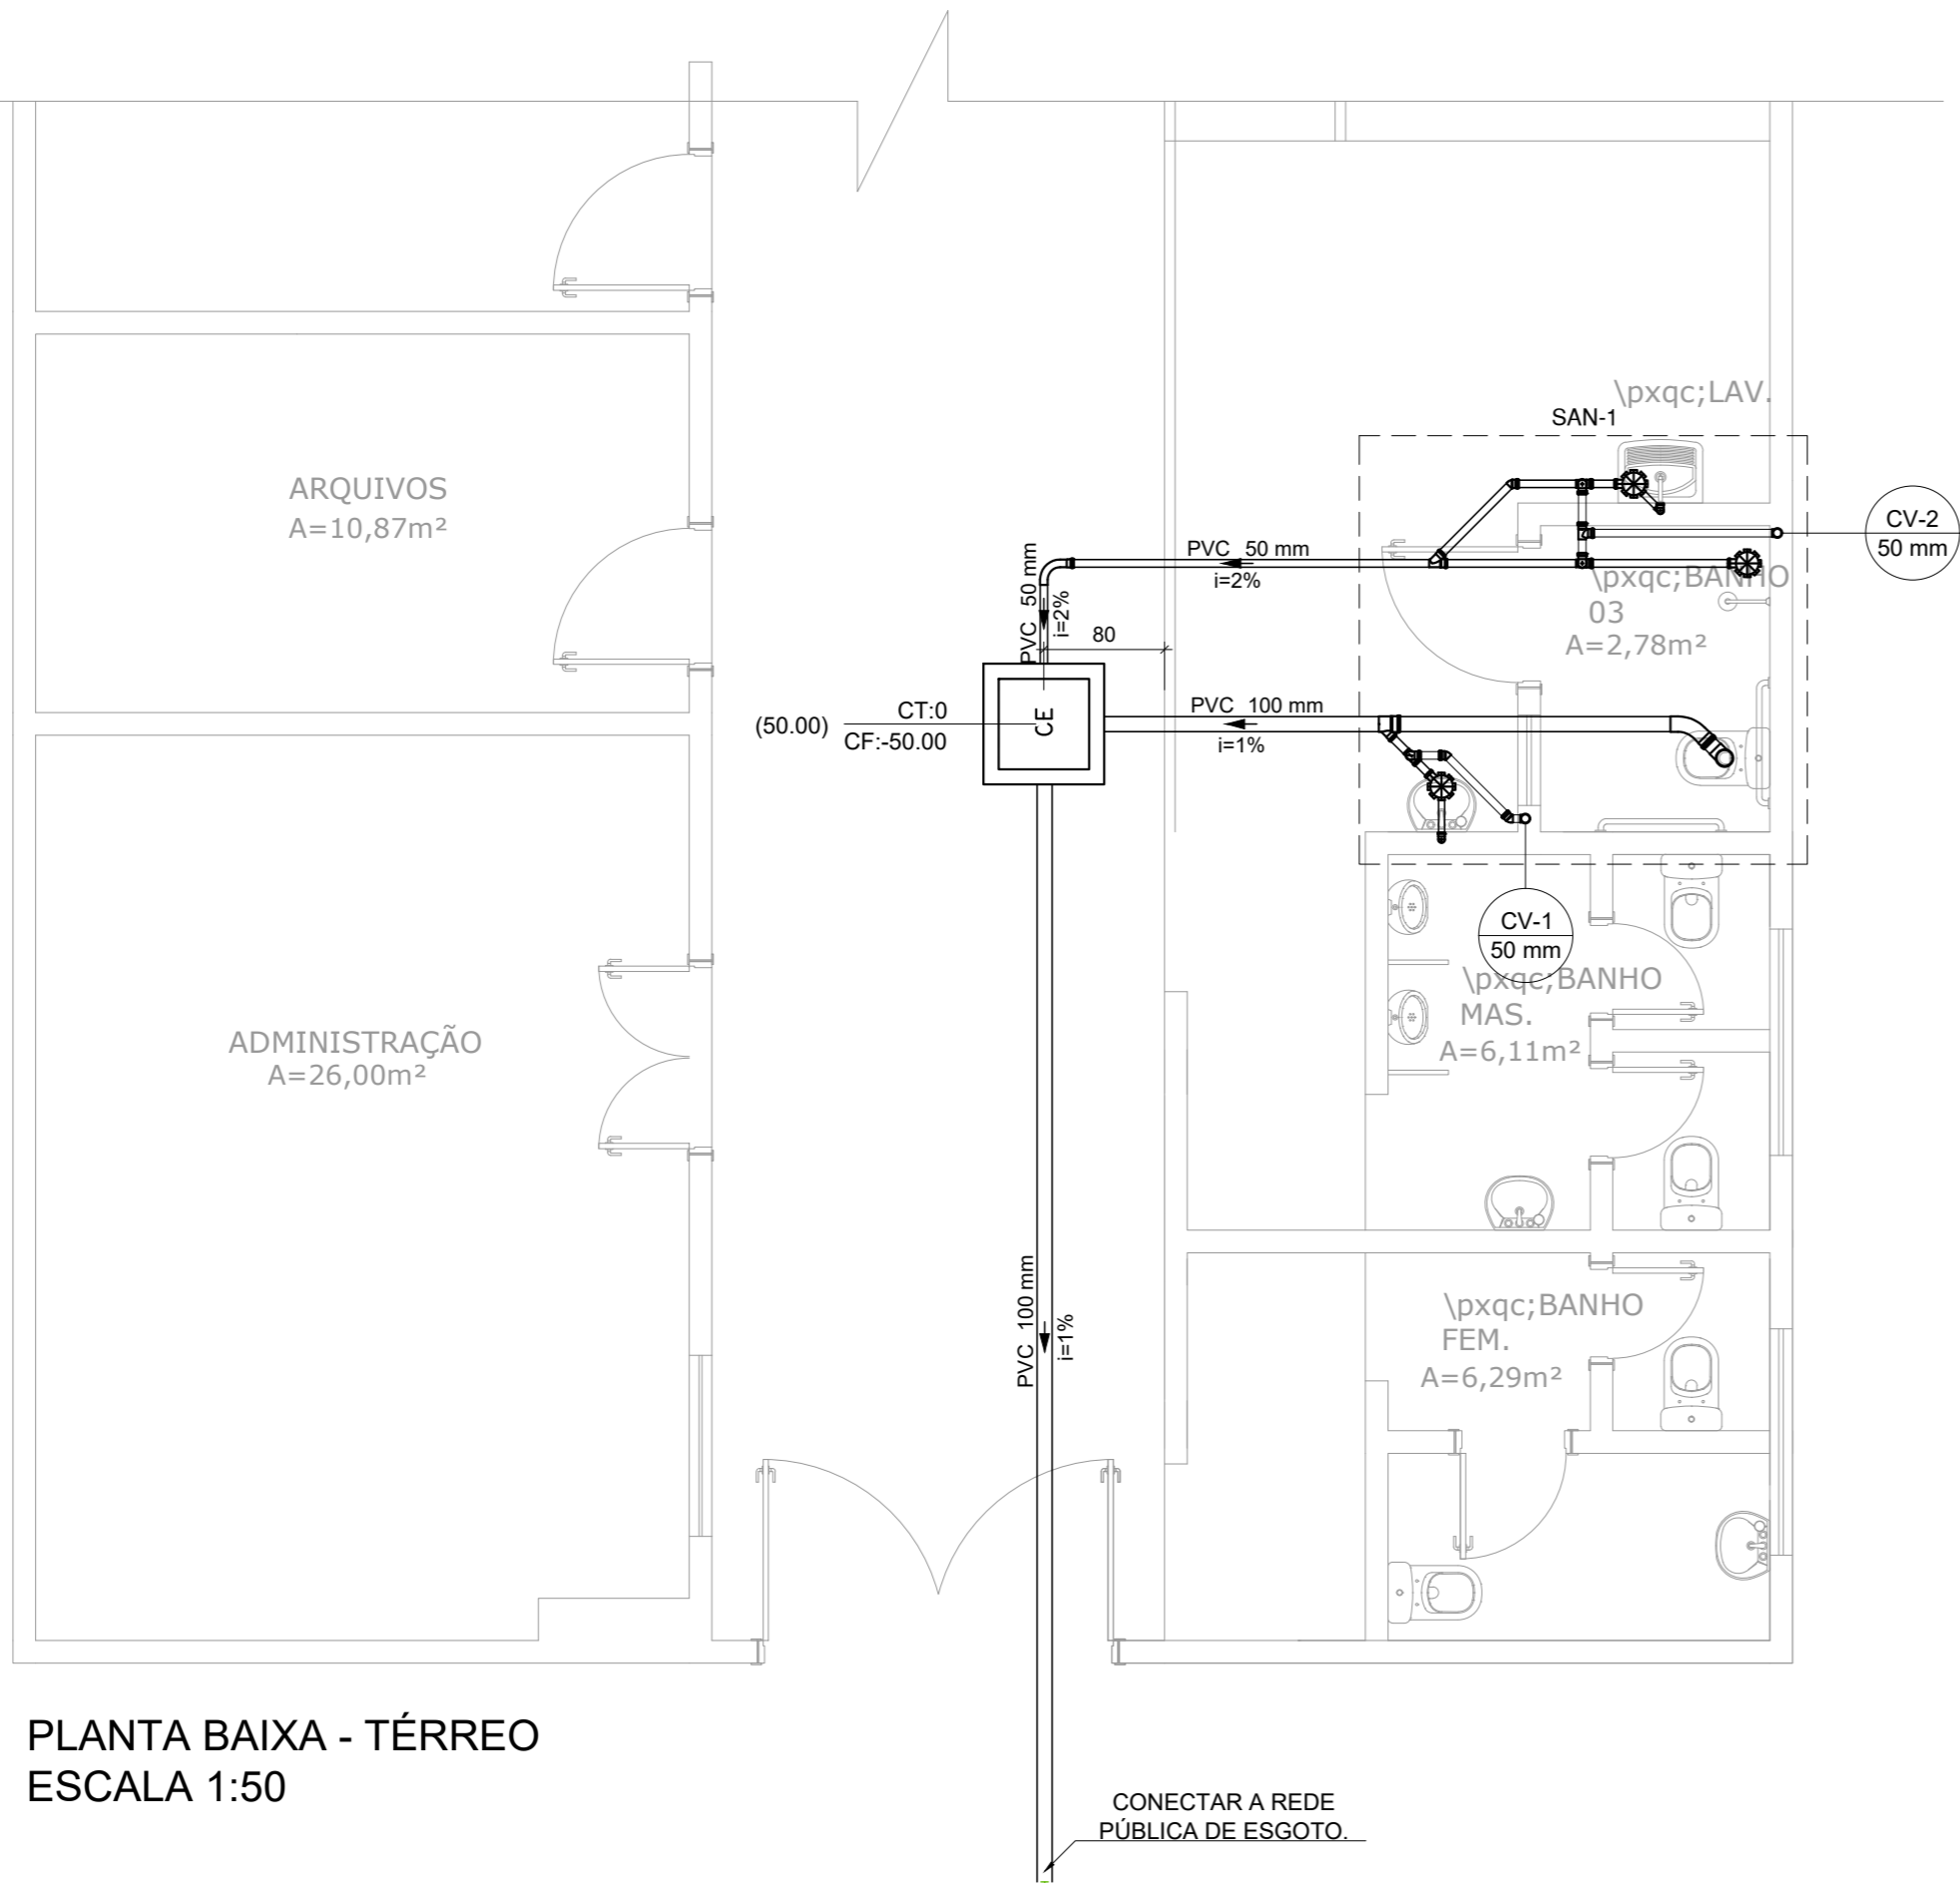 \pxqc;LAV.
SAN-1
ARQUIVOS
A=10,87m²
CV-2
50 mm
PVC 50 mm
i=2%
PVC 50 mm
i=2%
\pxqc;BANHO
03
A=2,78m²
80
PVC 100 mm
i=1%
(50.00)
CT:0
CF:-50.00
CE
CV-1
50 mm
\pxqc;BANHO
MAS.
A=6,11m²
ADMINISTRAÇÃO
A=26,00m²
PVC 100 mm
i=1%
\pxqc;BANHO
FEM.
A=6,29m²
PLANTA BAIXA - TÉRREO
ESCALA 1:50
CONECTAR A REDE
PÚBLICA DE ESGOTO.